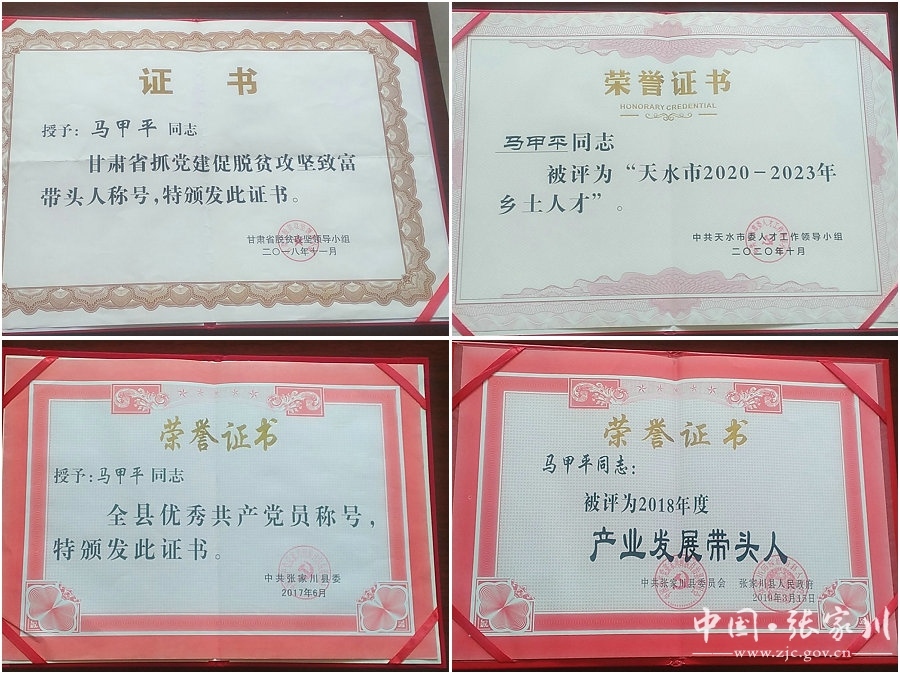 证 书
授予：马甲平 同志
甘肃省抓党建促脱贫攻坚致富
带头人称号，特颁发此证书。
甘肃省脱贫攻坚领导小组
二〇一八年十一月
荣誉证书
HONORARY CREDENTIAL
马甲平同志
被评为“天水市2020－2023年
乡土人才”。
中共天水市委人才工作领导小组
二〇二〇年十月
荣誉证书
授予：马甲平 同志
全县优秀共产党员称号，
特颁发此证书。
中共张家川县委
2017年6月
荣誉证书
马甲平同志：
被评为2018年度
产业发展带头人
中共张家川县委员会 张家川县人民政府
2019年3月15日
中国·张家川
www.zjc.gov.cn